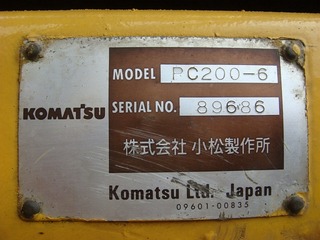 MODEL PC200-6
KOMATSU
SERIAL NO. 89686
株式会社 小松製作所
Komatsu Ltd. Japan
09601-00835